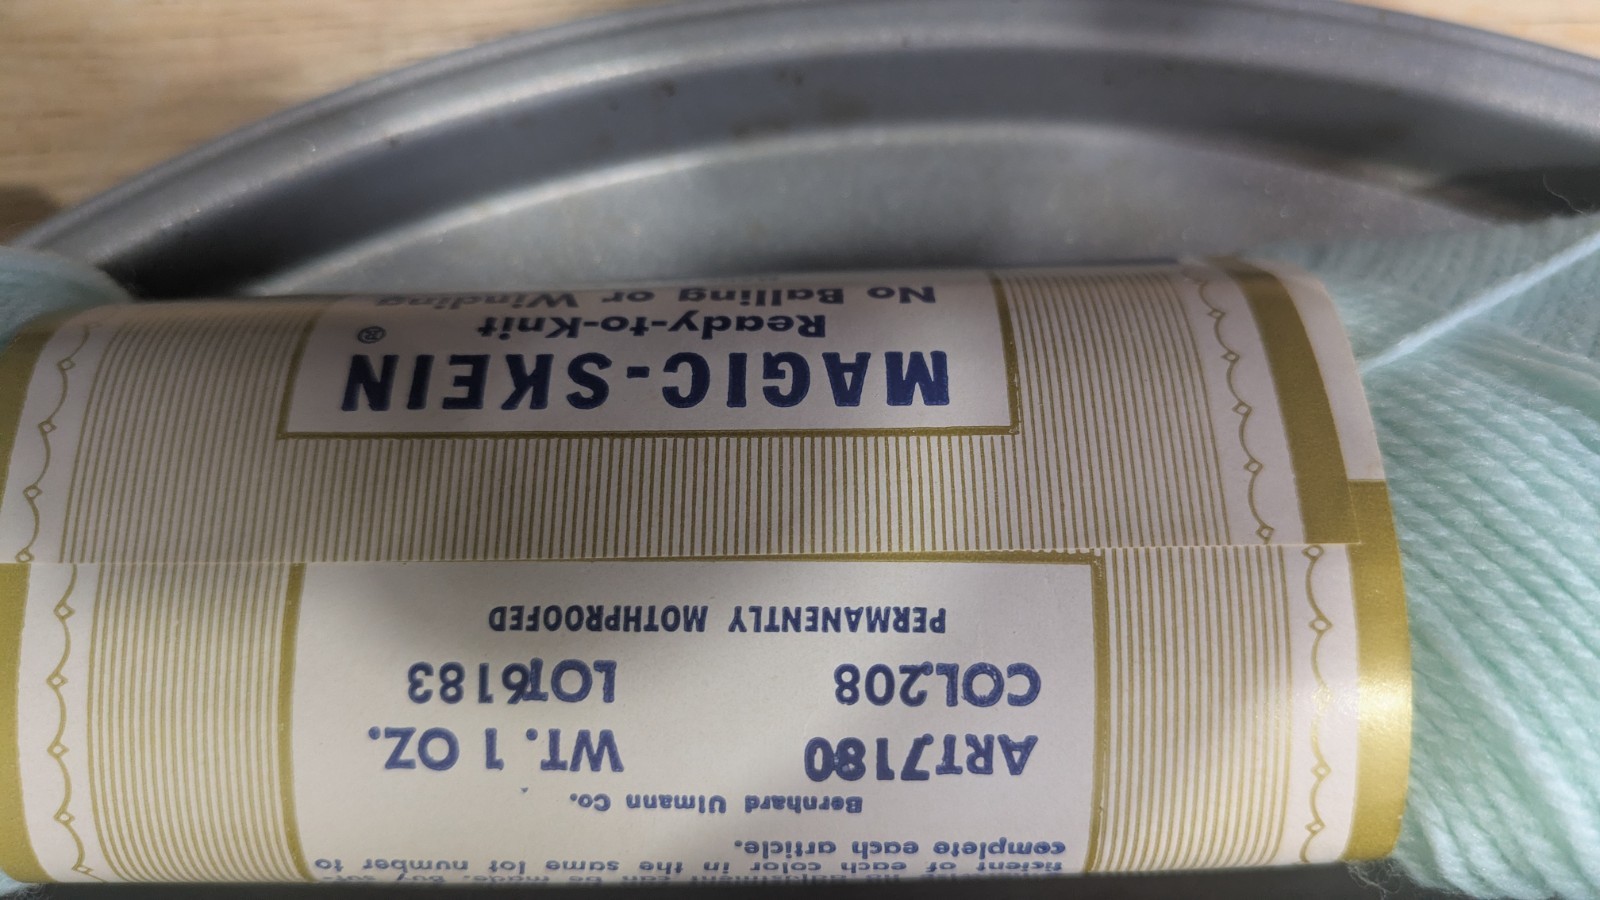 ticient of each color in the same lot number to
complete each article.
Bernhard Ulmann Co.
ART.7180 WT. 1 OZ.
COL.208 LOT6183
PERMANENTLY MOTHPROOFED
MAGIC-SKEIN
Ready-to-Knit ®
No Balling or Winding